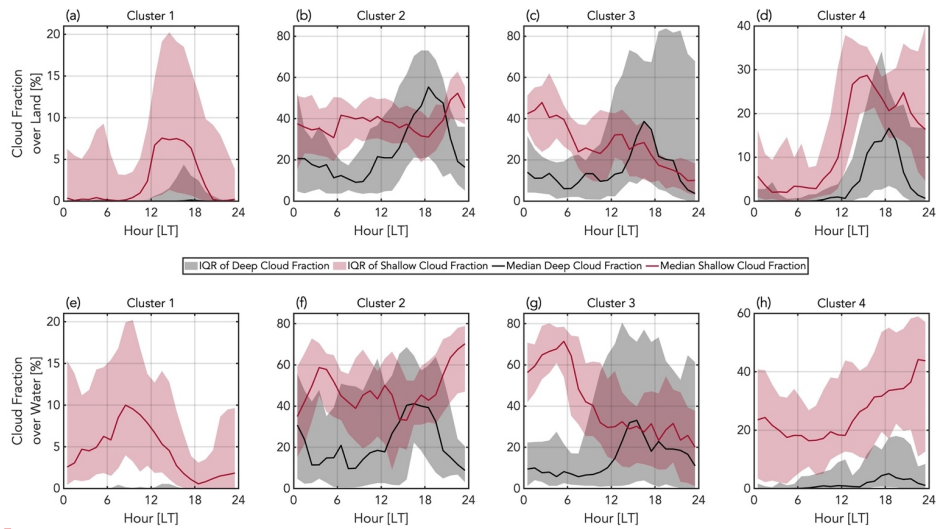 (a) Cluster 1
(b) Cluster 2
(c) Cluster 3
(d) Cluster 4
Cloud Fraction
over Land [%]
20
15
10
5
0
0 6 12 18 24
Hour [LT]
80
60
40
20
0
0 6 12 18 24
Hour [LT]
80
60
40
20
0
0 6 12 18 24
Hour [LT]
40
30
20
10
0
0 6 12 18 24
Hour [LT]
IQR of Deep Cloud Fraction IQR of Shallow Cloud Fraction Median Deep Cloud Fraction Median Shallow Cloud Fraction
(e) Cluster 1
(f) Cluster 2
(g) Cluster 3
(h) Cluster 4
Cloud Fraction
over Water [%]
20
15
10
5
0
0 6 12 18 24
Hour [LT]
80
60
40
20
0
0 6 12 18 24
Hour [LT]
80
60
40
20
0
0 6 12 18 24
Hour [LT]
60
40
20
0
0 6 12 18 24
Hour [LT]